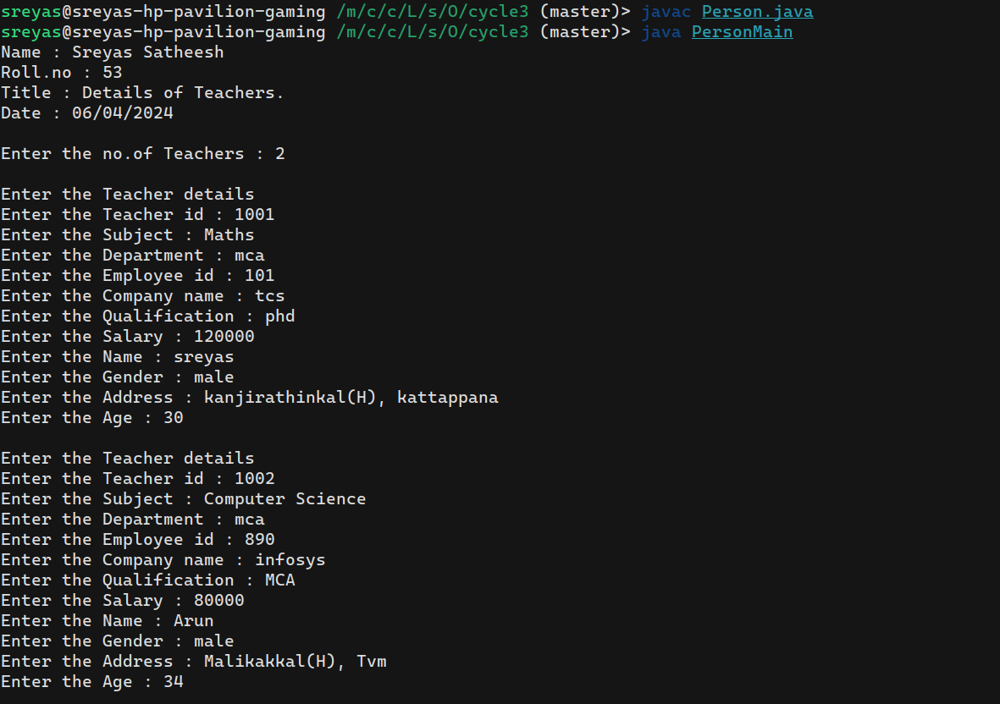 sreyas@sreyas-hp-pavilion-gaming /m/c/c/L/s/O/cycle3 (master)> javac Person.java
sreyas@sreyas-hp-pavilion-gaming /m/c/c/L/s/O/cycle3 (master)> java PersonMain
Name : Sreyas Satheesh
Roll.no : 53
Title : Details of Teachers.
Date : 06/04/2024
Enter the no.of Teachers : 2
Enter the Teacher details
Enter the Teacher id : 1001
Enter the Subject : Maths
Enter the Department : mca
Enter the Employee id : 101
Enter the Company name : tcs
Enter the Qualification : phd
Enter the Salary : 120000
Enter the Name : sreyas
Enter the Gender : male
Enter the Address : kanjirathinkal(H), kattappana
Enter the Age : 30
Enter the Teacher details
Enter the Teacher id : 1002
Enter the Subject : Computer Science
Enter the Department : mca
Enter the Employee id : 890
Enter the Company name : infosys
Enter the Qualification : MCA
Enter the Salary : 80000
Enter the Name : Arun
Enter the Gender : male
Enter the Address : Malikakkal(H), Tvm
Enter the Age : 34